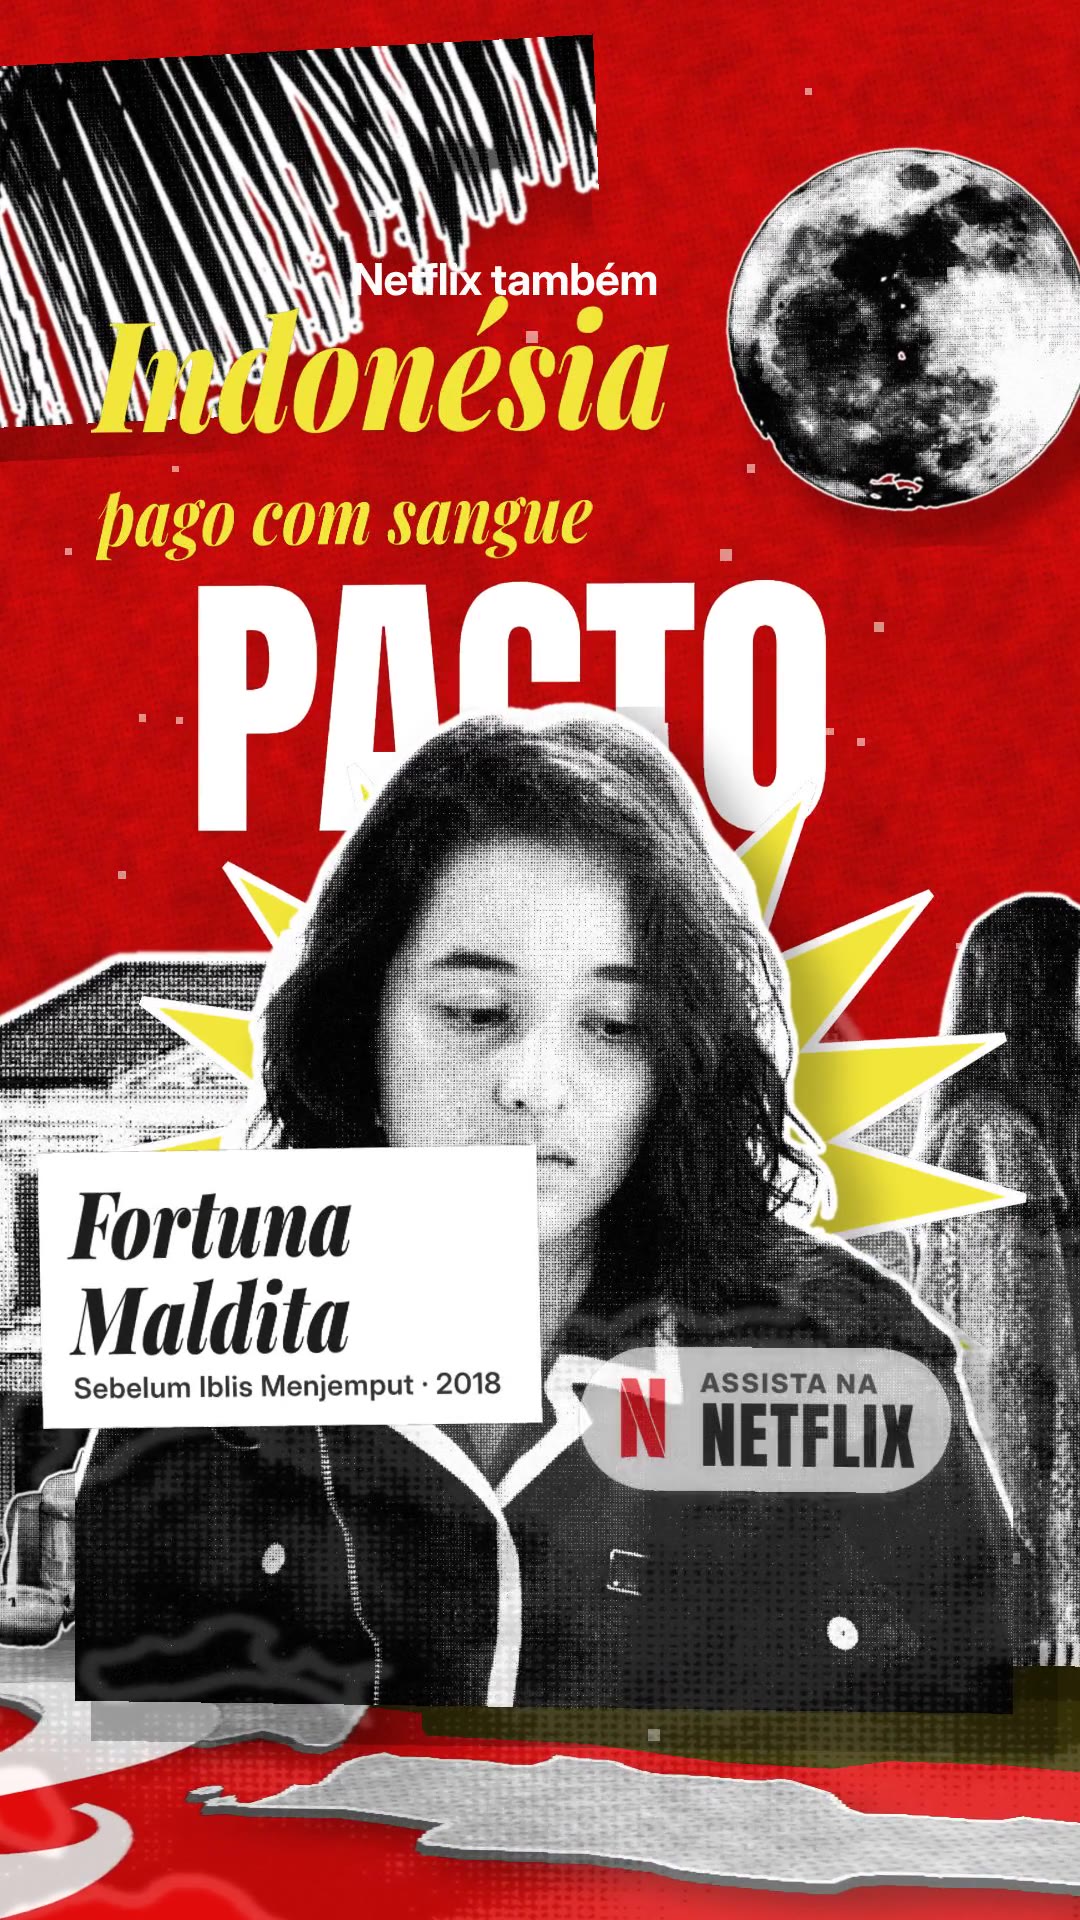 Netflix também
Indonésia
pago com sangue
PACTO
Fortuna
Maldita
Sebelum Iblis Menjemput · 2018
N
ASSISTA NA
NETFLIX